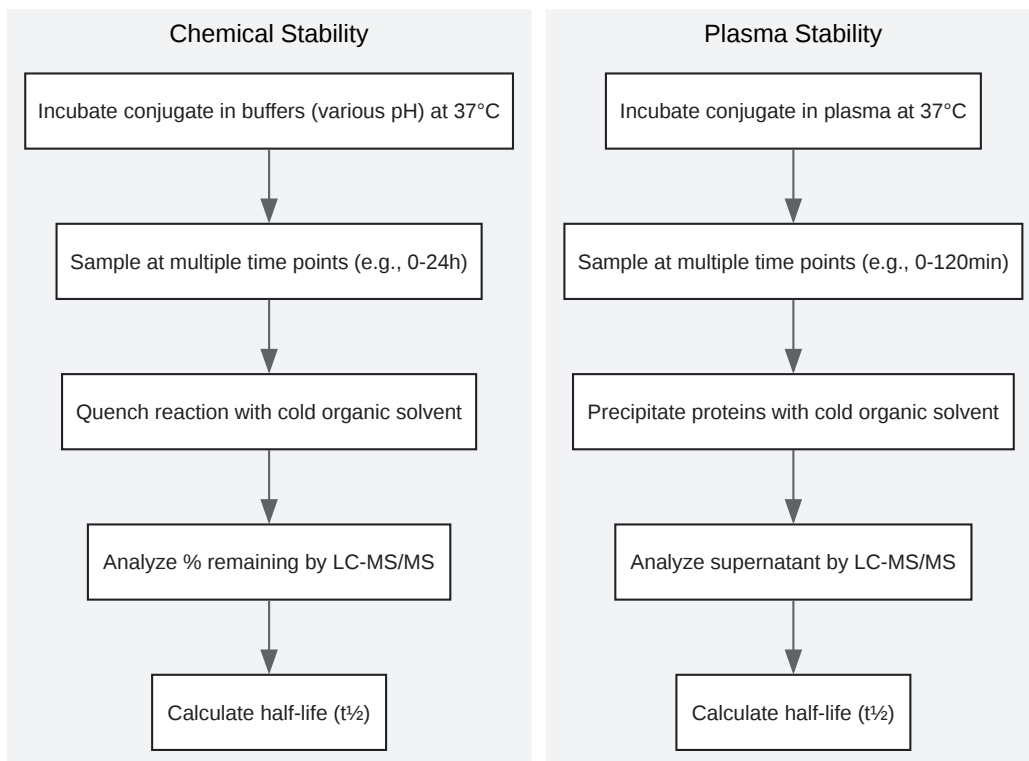 Chemical Stability
Incubate conjugate in buffers (various pH) at 37°C
Sample at multiple time points (e.g., 0-24h)
Quench reaction with cold organic solvent
Analyze % remaining by LC-MS/MS
Calculate half-life (t½)
Plasma Stability
Incubate conjugate in plasma at 37°C
Sample at multiple time points (e.g., 0-120min)
Precipitate proteins with cold organic solvent
Analyze supernatant by LC-MS/MS
Calculate half-life (t½)